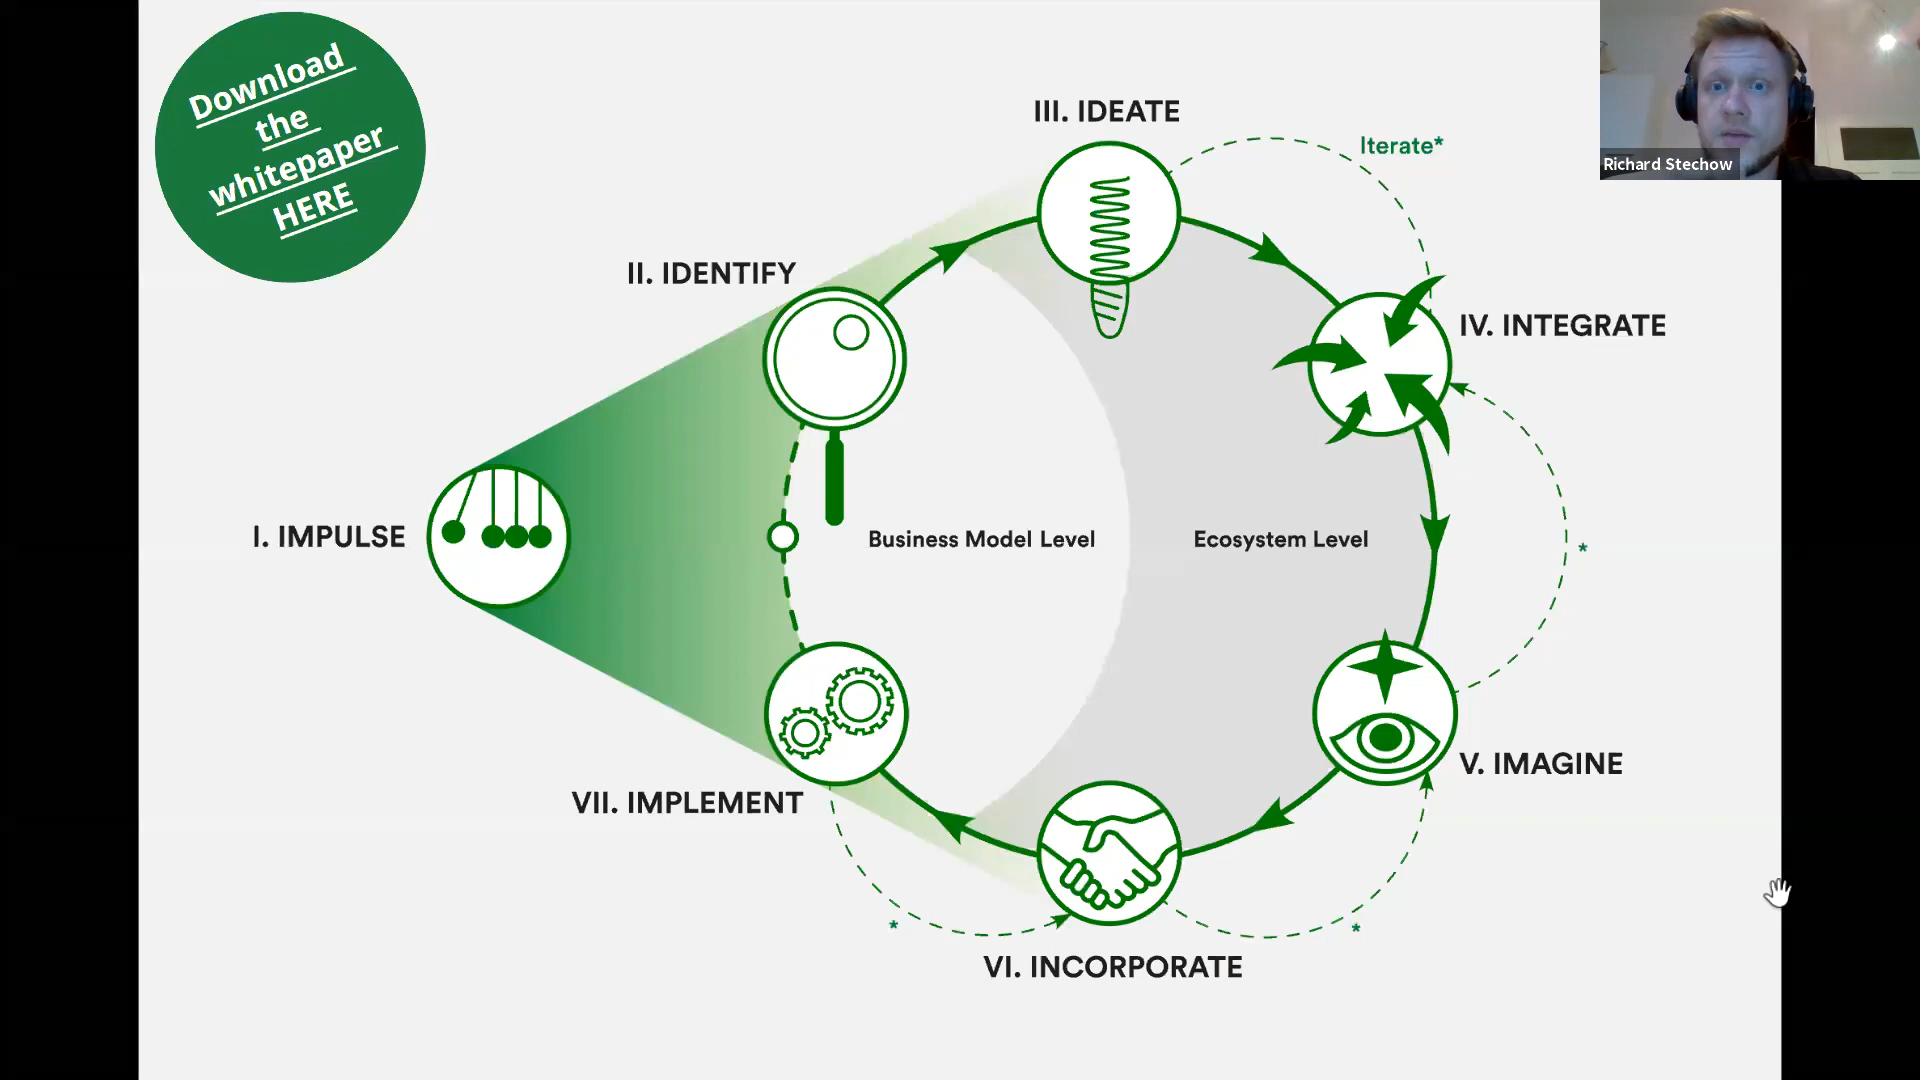 Download
the
whitepaper
HERE
III. IDEATE
Iterate*
Richard Stechow
II. IDENTIFY
IV. INTEGRATE
I. IMPULSE
Business Model Level
Ecosystem Level
*
V. IMAGINE
VII. IMPLEMENT
*
*
VI. INCORPORATE